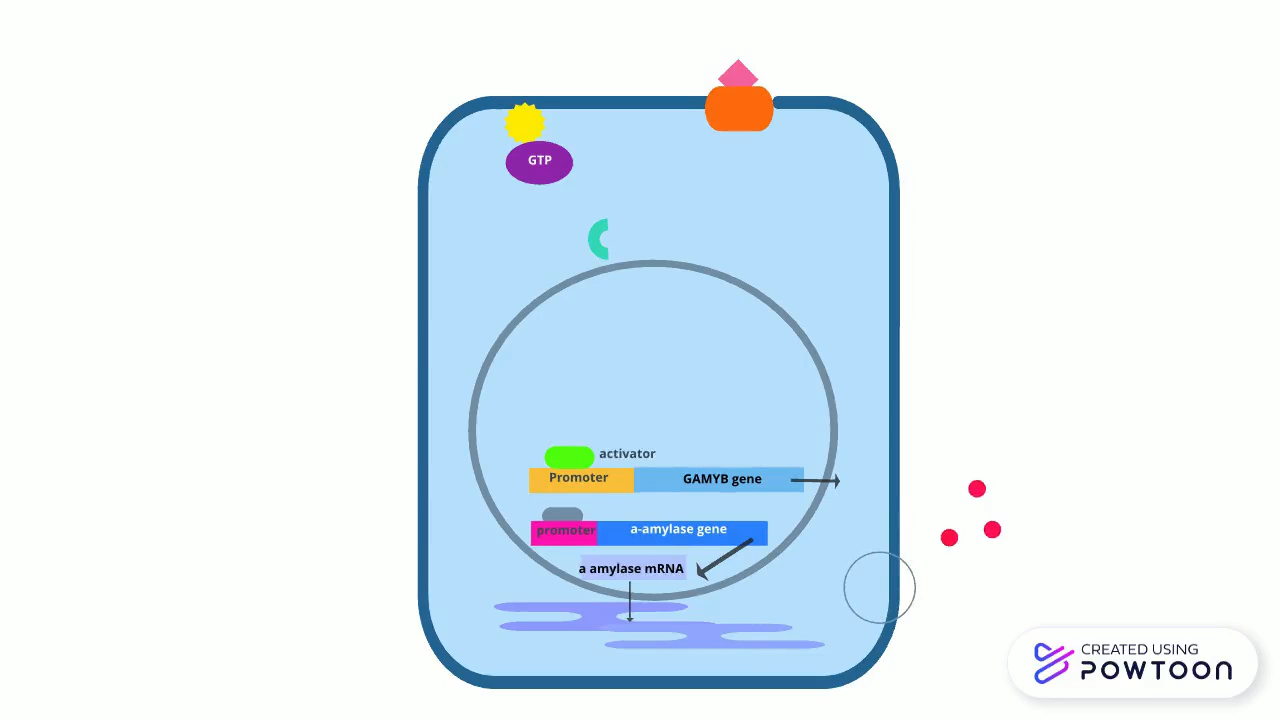 GTP
activator
Promoter
GAMYB gene
promoter
a-amylase gene
a amylase mRNA
CREATED USING
POWTOON